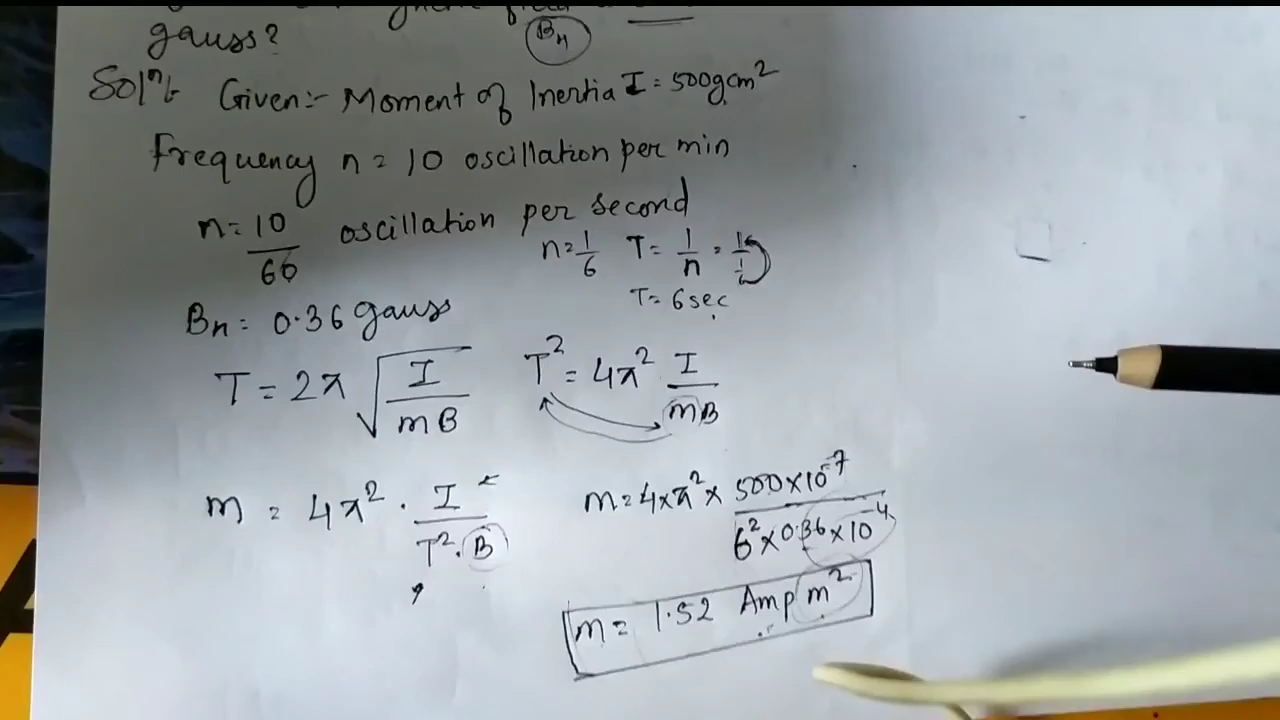 gauss?
B_H
Solⁿ:- Given:- Moment of Inertia I = 500gcm²
Frequency n = 10 oscillation per min
n = 10/60 oscillation per second
n = 1/6 T = 1/n =
T = 6sec
B_H = 0.36 gauss
T = 2π √(I/mB) T² = 4π² I/mB
m = 4π² · I/T².B m = 4×π²× 500×10⁻⁷/6²×0.36×10⁻⁴
m = 1.52 Amp m²